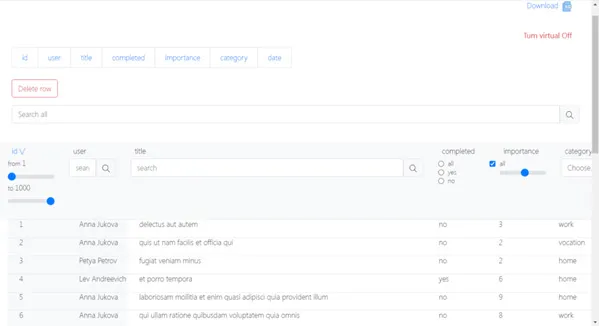 Download
Turn virtual Off
id user title completed importance category date
Delete row
Search all
id \/ user title completed importance category
from 1
to 1000
sean
search
all
yes
no
all
Choose
1 Anna Jukova delectus aut autem no 3 work
2 Anna Jukova quis ut nam facilis et officia qui no 2 vocation
3 Petya Petrov fugiat veniam minus no 2 home
4 Lev Andreevich et porro tempora yes 6 home
5 Anna Jukova laboriosam mollitia et enim quasi adipisci quia provident illum no 9 home
6 Anna Jukova qui ullam ratione quibusdam voluptatem quia omnis no 8 work